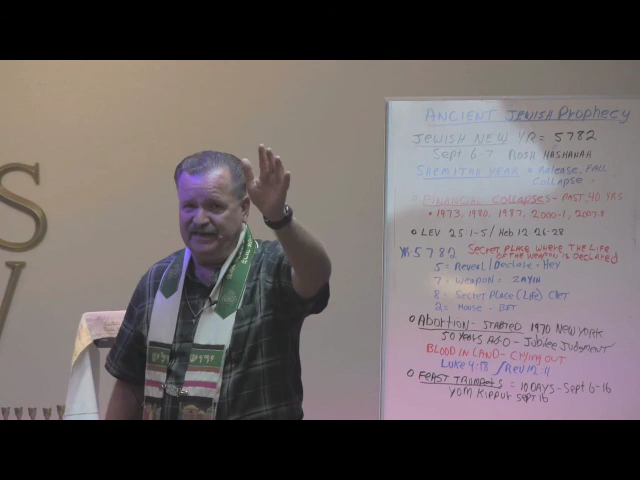 ANCIENT JEWISH Prophecy
JEWISH NEW YR = 5782
Sept 6-7 ROSH HASHANAH
SHEMITAH YEAR = Release, FALL
Collapse
FINANCIAL COLLAPSES - PAST 40 YRS
• 1973, 1980, 1987, 2000-1, 2007-8
LEV 25 1-5 / Heb 12 26-28
YR 5782 SECRET PLACE WHERE THE LIFE
OF THE WEAPON IS DECLARED
5 = Reveal / Declare - HEY
7 = WEAPON = ZAYIN
8 = Secret Place (Life) CHET
2 = House - BET
Abortion - STARTED 1970 NEW YORK
50 YEARS AGO - Jubilee Judgment
BLOOD IN LAND - CRYING OUT
Luke 4:18 / Rev 12:11
FEAST TRUMPETS = 10 DAYS - Sept 6-16
YOM KIPPUR SEPT 16
S